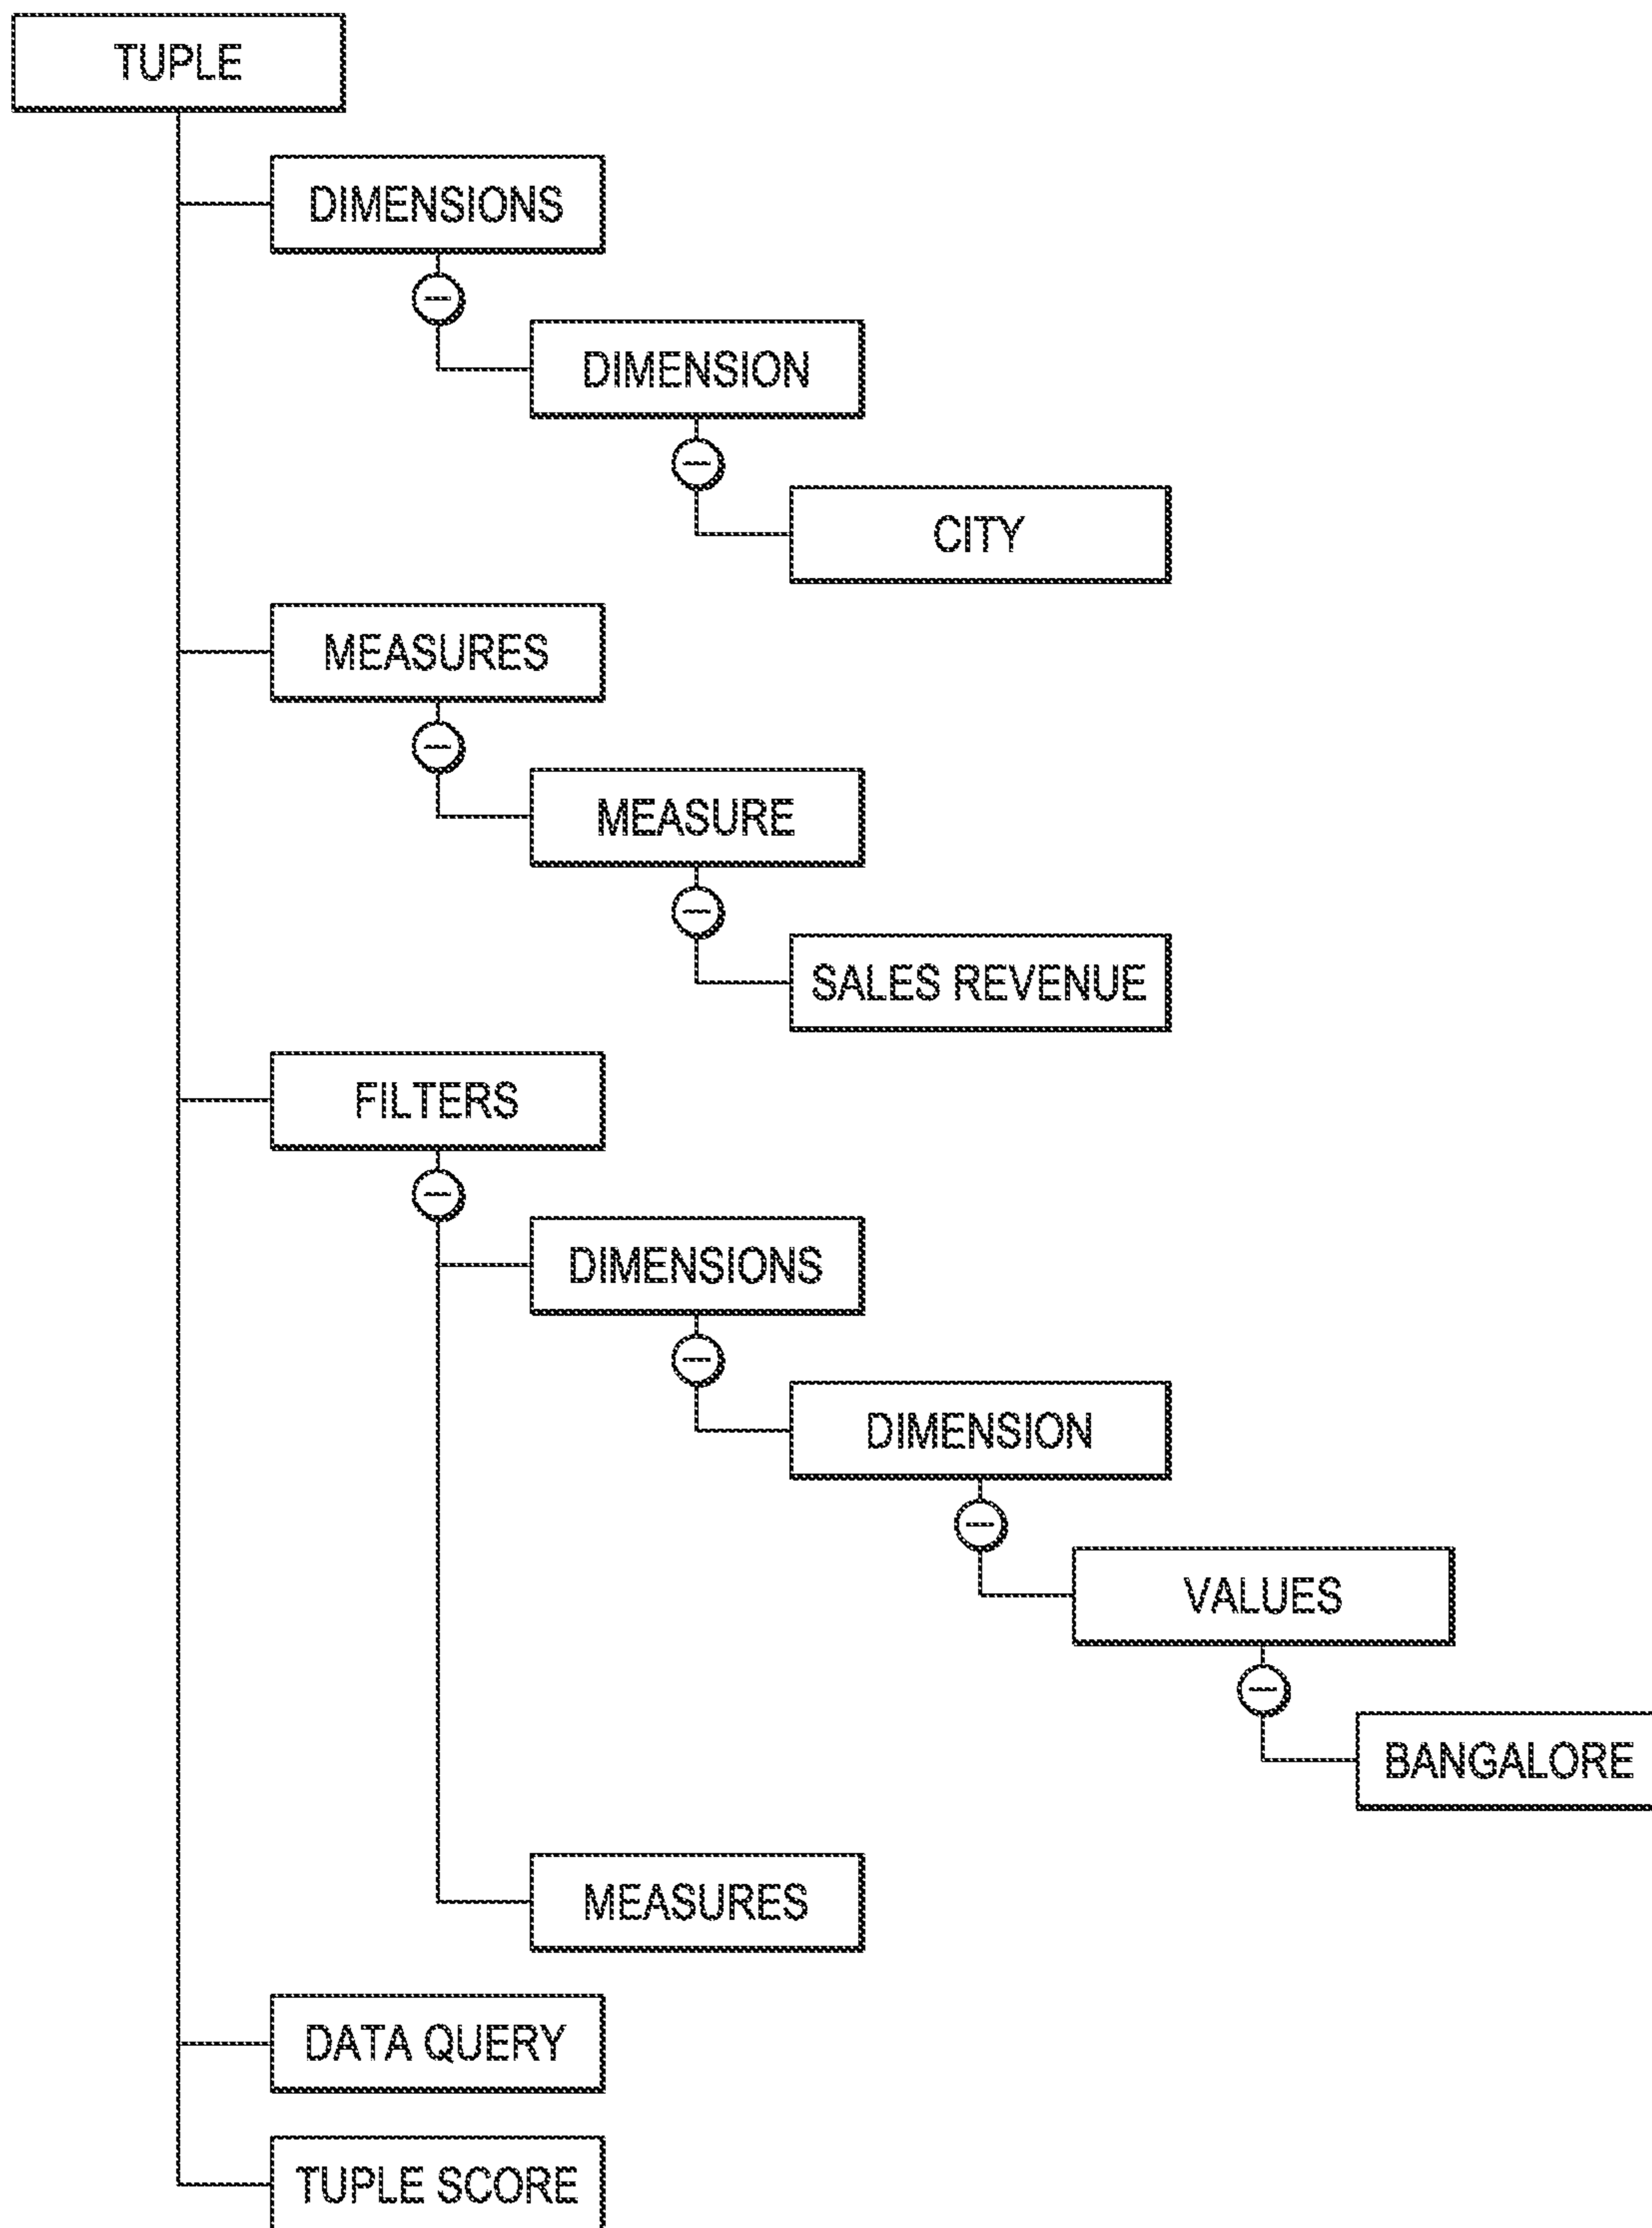 TUPLE
DIMENSIONS
DIMENSION
CITY
MEASURES
MEASURE
SALES REVENUE
FILTERS
DIMENSIONS
DIMENSION
VALUES
BANGALORE
MEASURES
DATA QUERY
TUPLE SCORE